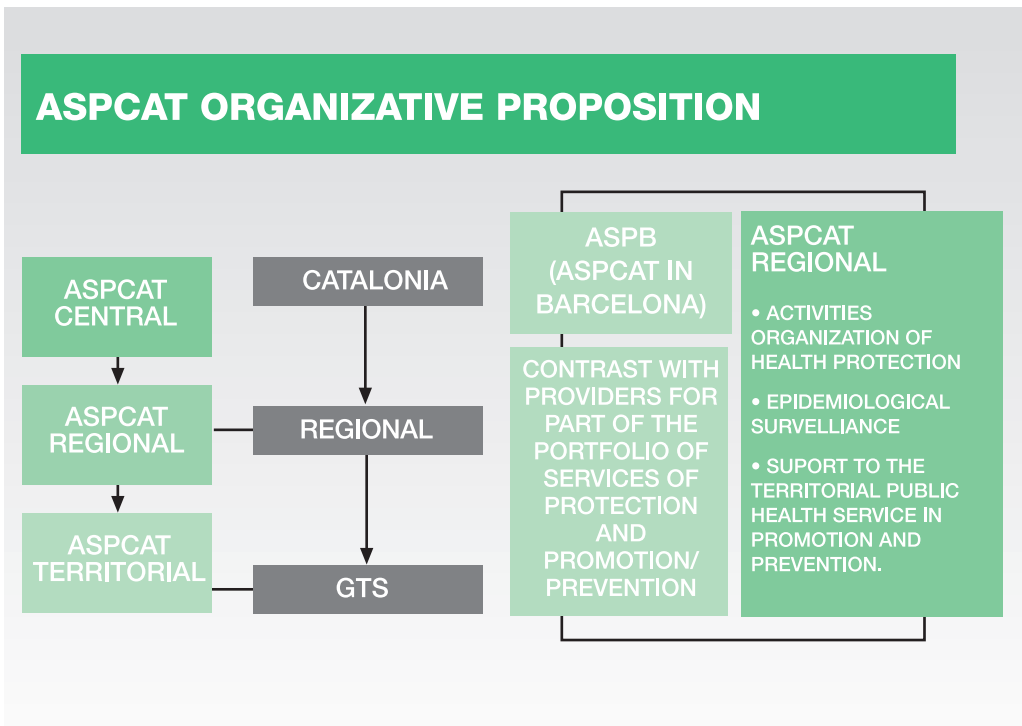 ASPCAT ORGANIZATIVE PROPOSITION
ASPCAT
CENTRAL
ASPCAT
REGIONAL
ASPCAT
TERRITORIAL
CATALONIA
REGIONAL
GTS
ASPB
(ASPCAT IN
BARCELONA)
CONTRAST WITH
PROVIDERS FOR
PART OF THE
PORTFOLIO OF
SERVICES OF
PROTECTION
AND
PROMOTION/
PREVENTION
ASPCAT
REGIONAL
• ACTIVITIES
ORGANIZATION OF
HEALTH PROTECTION
• EPIDEMIOLOGICAL
SURVELLIANCE
• SUPORT TO THE
TERRITORIAL PUBLIC
HEALTH SERVICE IN
PROMOTION AND
PREVENTION.